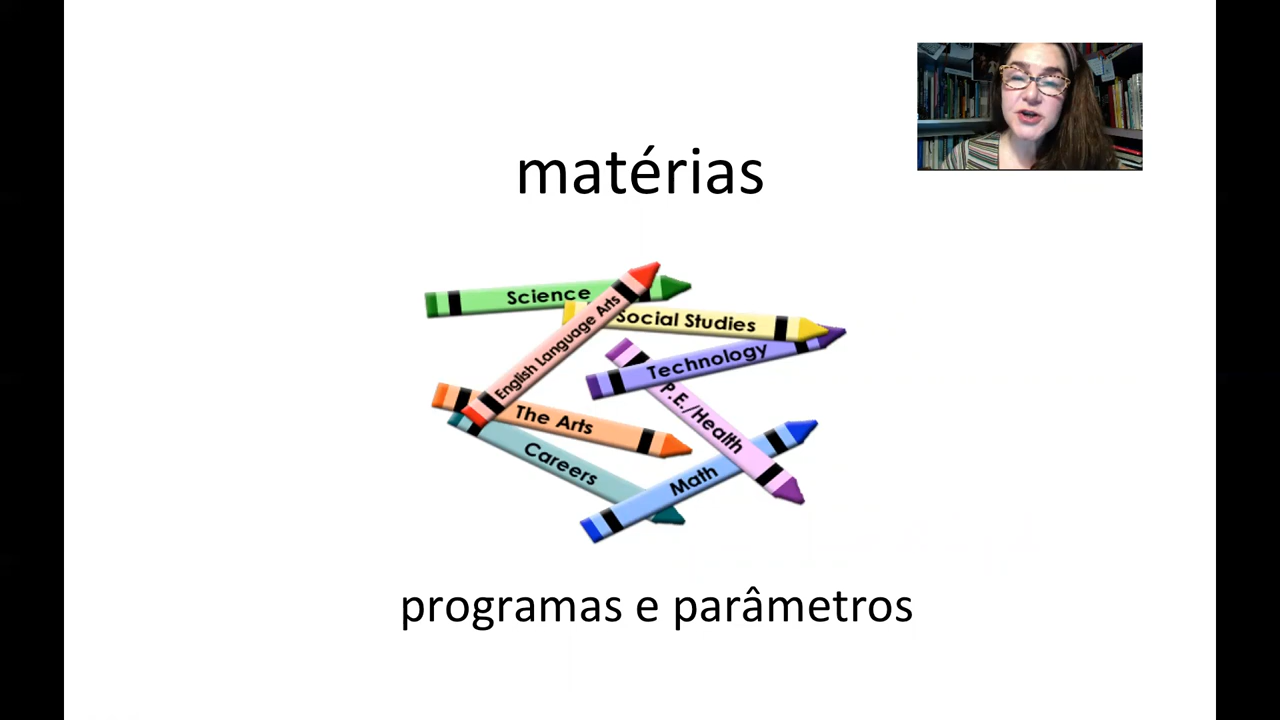 matérias
Science
English Language Arts
Social Studies
Technology
P.E./Health
The Arts
Careers
Math
programas e parâmetros